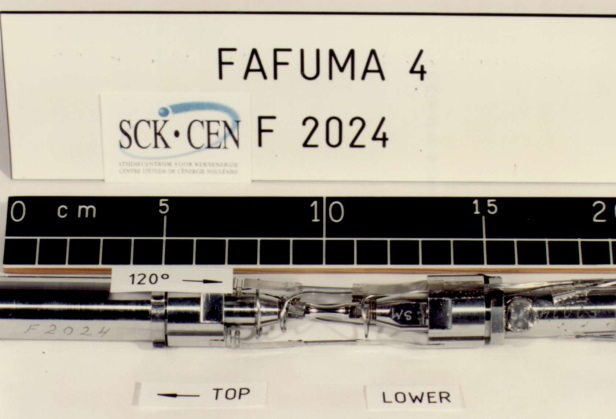 FAFUMA 4
SCK·CEN F 2024
STUDIECENTRUM VOOR KERNENERGIE
CENTRE D'ETUDE DE L'ENERGIE NUCLEAIRE
0 cm 5 10 15 2
120° →
F2024
SM
← TOP LOWER